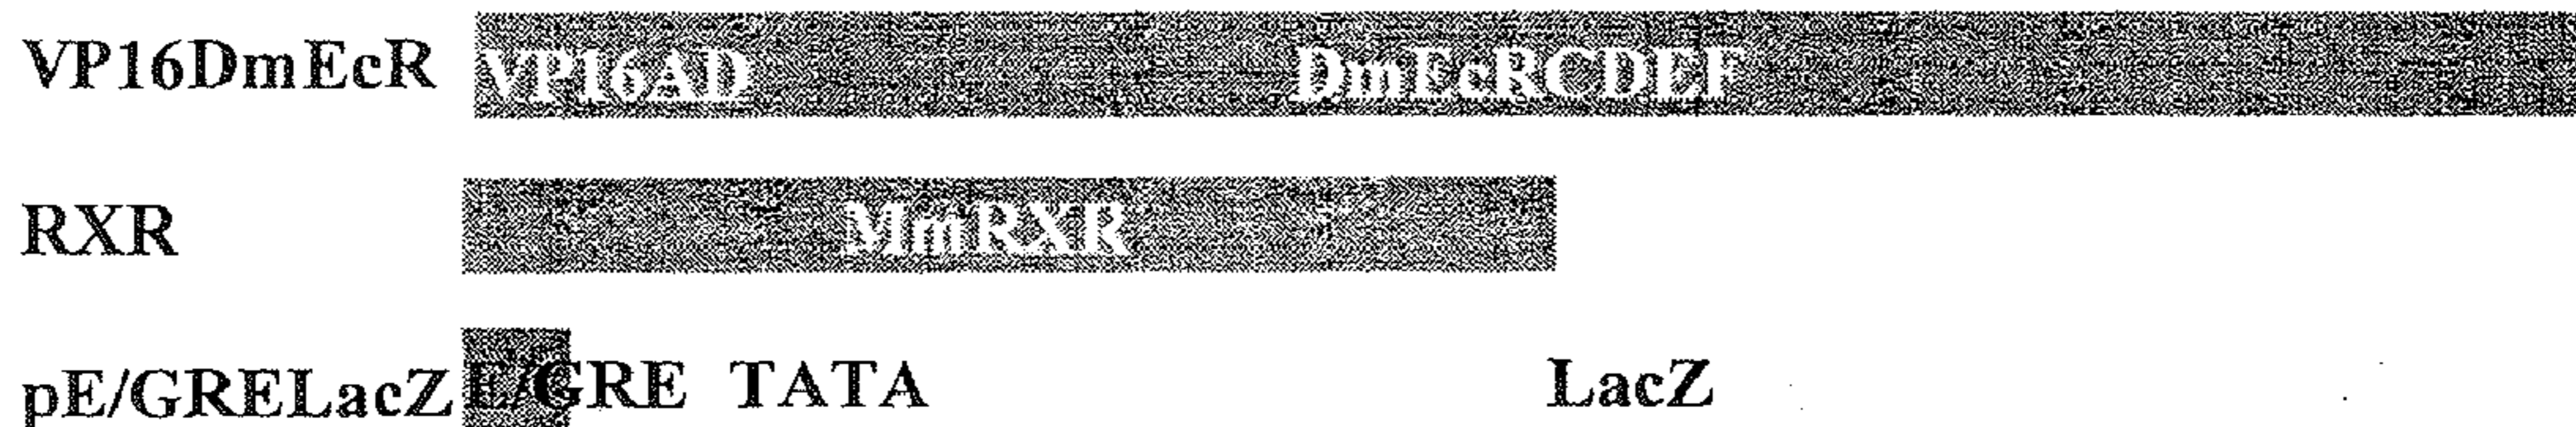 VP16DmEcR VP16AD DmEcRCDEF
RXR MmRXR
pE/GRELacZ E/GRE TATA LacZ